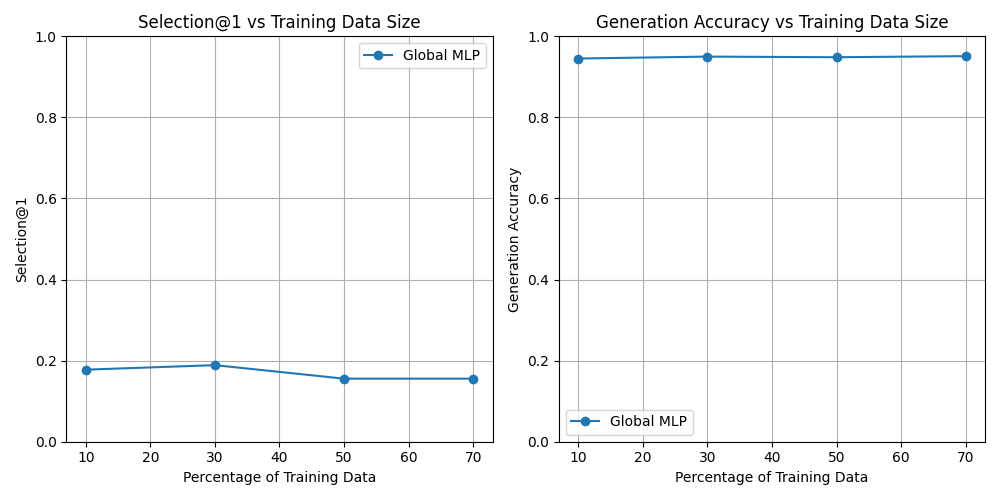 Selection@1 vs Training Data Size
1.0
0.8
0.6
0.4
0.2
0.0
Selection@1
10 20 30 40 50 60 70
Percentage of Training Data
Global MLP
Generation Accuracy vs Training Data Size
1.0
0.8
0.6
0.4
0.2
0.0
Generation Accuracy
10 20 30 40 50 60 70
Percentage of Training Data
Global MLP